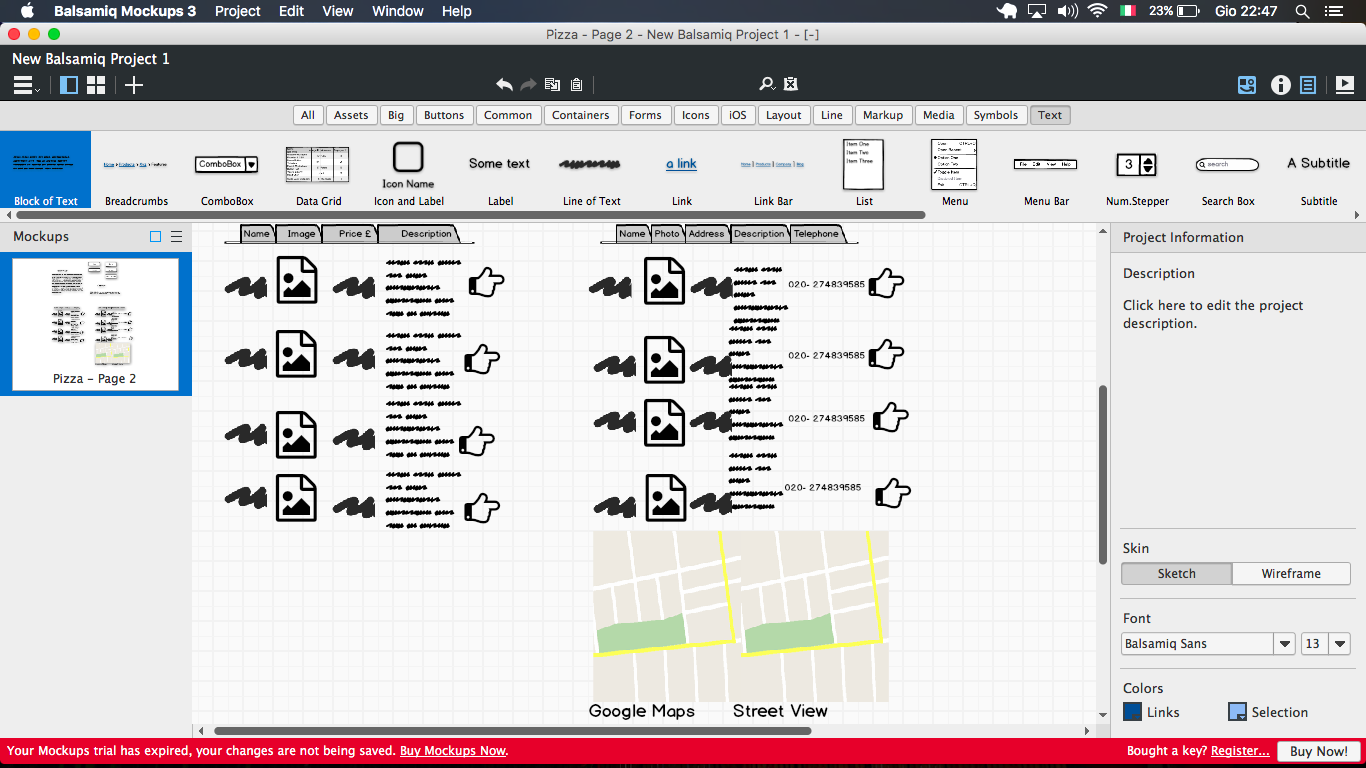 Balsamiq Mockups 3 Project Edit View Window Help 23% Gio 22:47
Pizza - Page 2 - New Balsamiq Project 1 - [-]
New Balsamiq Project 1
All Assets Big Buttons Common Containers Forms Icons iOS Layout Line Markup Media Symbols Text
ComboBox Icon Name Some text a link Item One Item Two Item Three 3 search A Subtitle
File Edit View Help
Block of Text Breadcrumbs ComboBox Data Grid Icon and Label Label Line of Text Link Link Bar List Menu Menu Bar Num.Stepper Search Box Subtitle
Mockups
Pizza - Page 2
Name Image Price £ Description
Name Photo Address Description Telephone
020- 274839585
020- 274839585
020- 274839585
020- 274839585
Google Maps Street View
Project Information
Description
Click here to edit the project
description.
Skin
Sketch Wireframe
Font
Balsamiq Sans 13
Colors
Links Selection
Your Mockups trial has expired, your changes are not being saved. Buy Mockups Now. Bought a key? Register... Buy Now!